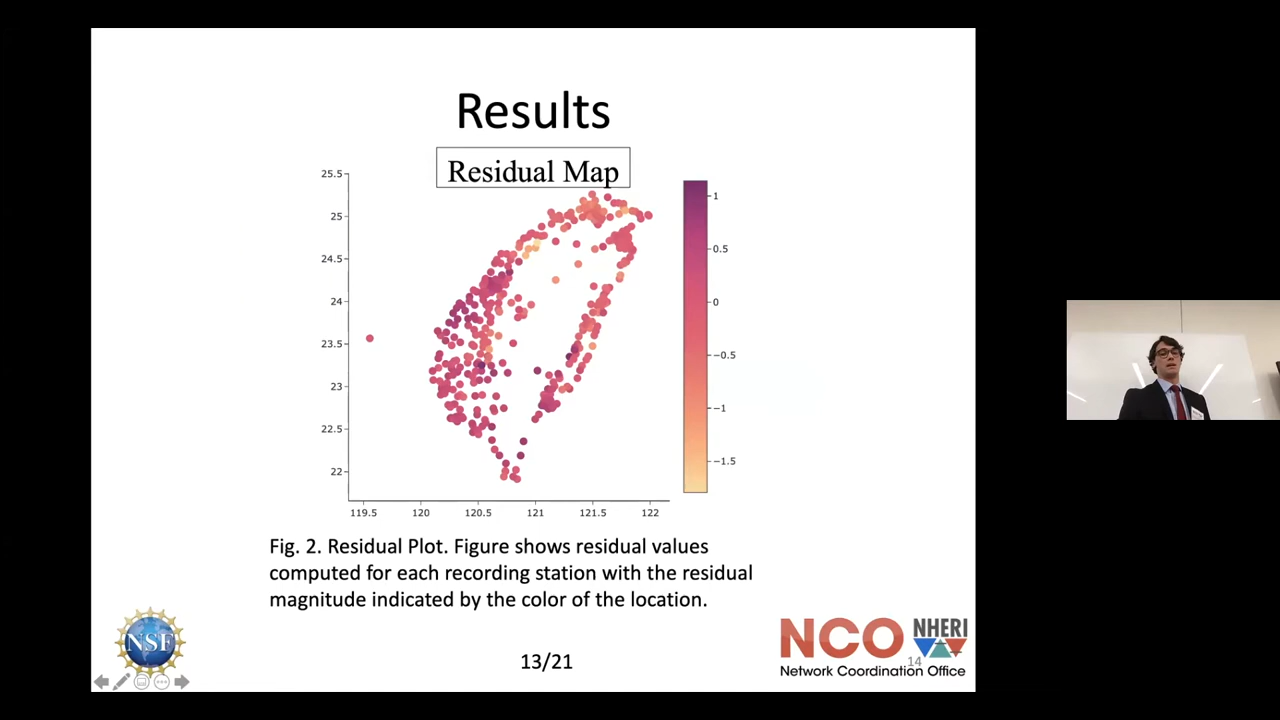 Results
Residual Map
25.5
25
24.5
24
23.5
23
22.5
22
119.5 120 120.5 121 121.5 122
1
0.5
0
−0.5
−1
−1.5
Fig. 2. Residual Plot. Figure shows residual values
computed for each recording station with the residual
magnitude indicated by the color of the location.
NSF
13/21
NCO NHERI
14
Network Coordination Office